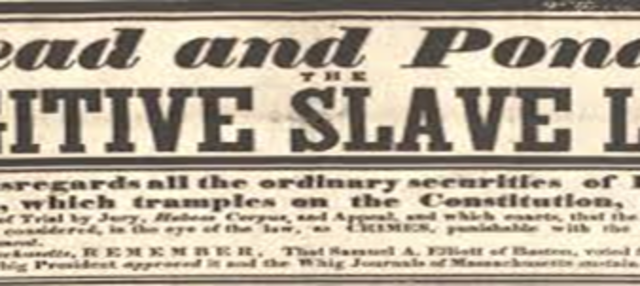 ead and Pond
THE
GITIVE SLAVE L
sregards all the ordinary securities of
, which tramples on the Constitution,
of Trial by Jury, Habeas Corpus, and Appeal, and which enacts, that the
considered, in the eye of the law, as CRIMES, punishable with the
ment.
REMEMBER, That Samuel A. Elliott of Boston, voted
hig President approved it and the Whig Journals of Massachusetts sustain